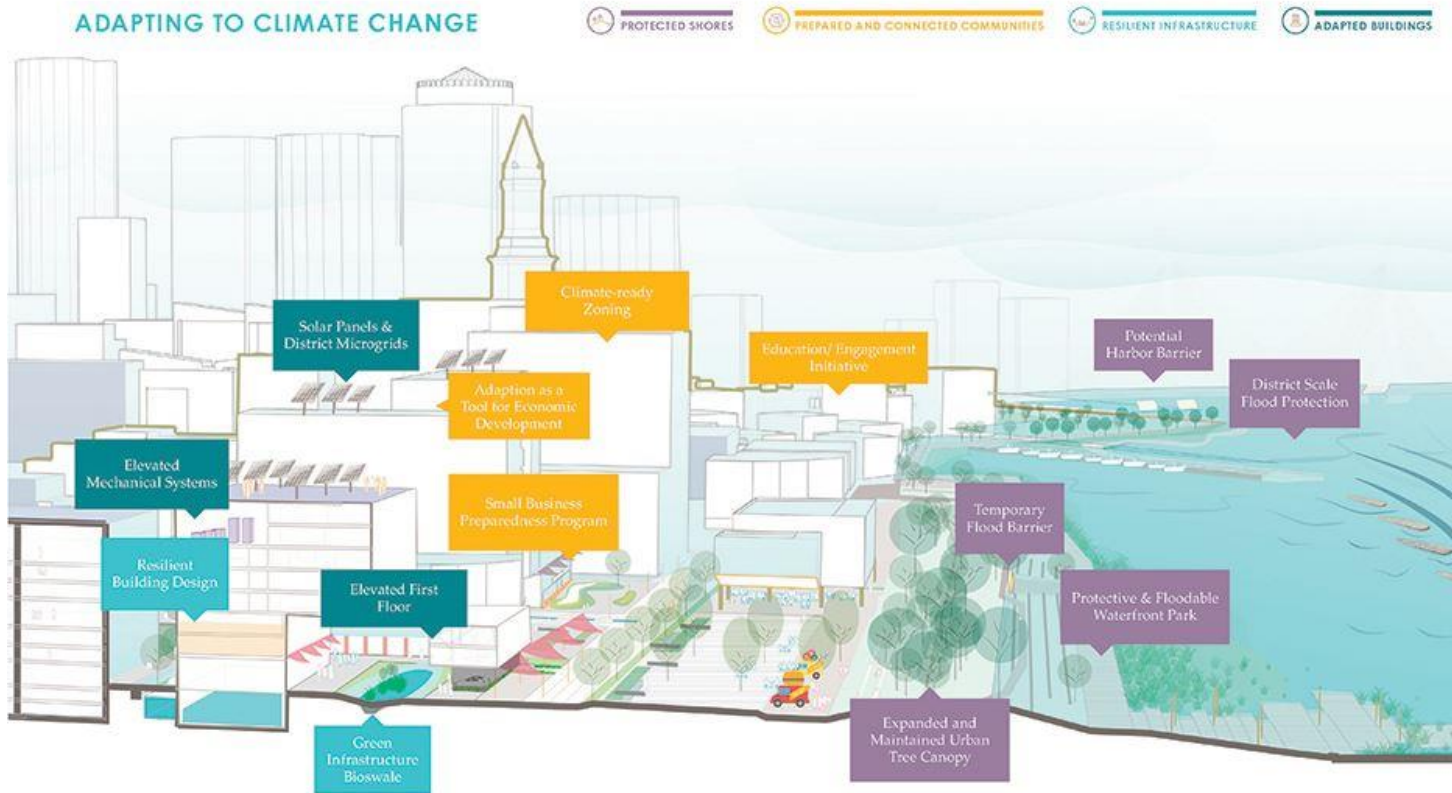 ADAPTING TO CLIMATE CHANGE
PROTECTED SHORES
PREPARED AND CONNECTED COMMUNITIES
RESILIENT INFRASTRUCTURE
ADAPTED BUILDINGS
Climate-ready
Zoning
Solar Panels &
District Microgrids
Education/ Engagement
Initiative
Potential
Harbor Barrier
District Scale
Flood Protection
Adaption as a
Tool for Economic
Development
Elevated
Mechanical Systems
Small Business
Preparedness Program
Temporary
Flood Barrier
Resilient
Building Design
Elevated First
Floor
Protective & Floodable
Waterfront Park
Green
Infrastructure
Bioswale
Expanded and
Maintained Urban
Tree Canopy